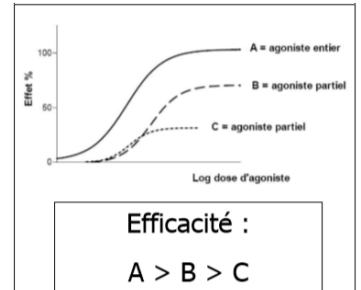 A = agoniste entier
100
B = agoniste partiel
Effet %
50
C = agoniste partiel
0
Log dose d'agoniste
Efficacité :
A > B > C